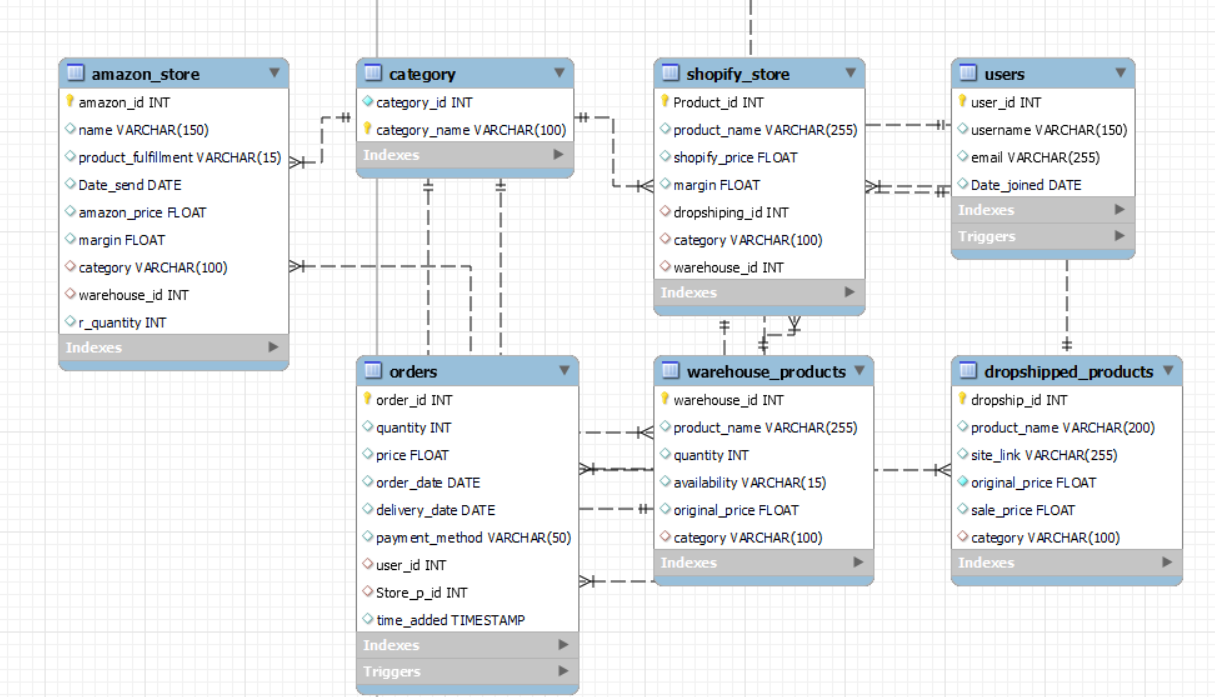 amazon_store
amazon_id INT
name VARCHAR(150)
product_fulfillment VARCHAR(15)
Date_send DATE
amazon_price FLOAT
margin FLOAT
category VARCHAR(100)
warehouse_id INT
r_quantity INT
Indexes
category
category_id INT
category_name VARCHAR(100)
Indexes
shopify_store
Product_id INT
product_name VARCHAR(255)
shopify_price FLOAT
margin FLOAT
dropshiping_id INT
category VARCHAR(100)
warehouse_id INT
Indexes
users
user_id INT
username VARCHAR(150)
email VARCHAR(255)
Date_joined DATE
Indexes
Triggers
orders
order_id INT
quantity INT
price FLOAT
order_date DATE
delivery_date DATE
payment_method VARCHAR(50)
user_id INT
Store_p_id INT
time_added TIMESTAMP
Indexes
Triggers
warehouse_products
warehouse_id INT
product_name VARCHAR(255)
quantity INT
availability VARCHAR(15)
original_price FLOAT
category VARCHAR(100)
Indexes
dropshipped_products
dropship_id INT
product_name VARCHAR(200)
site_link VARCHAR(255)
original_price FLOAT
sale_price FLOAT
category VARCHAR(100)
Indexes